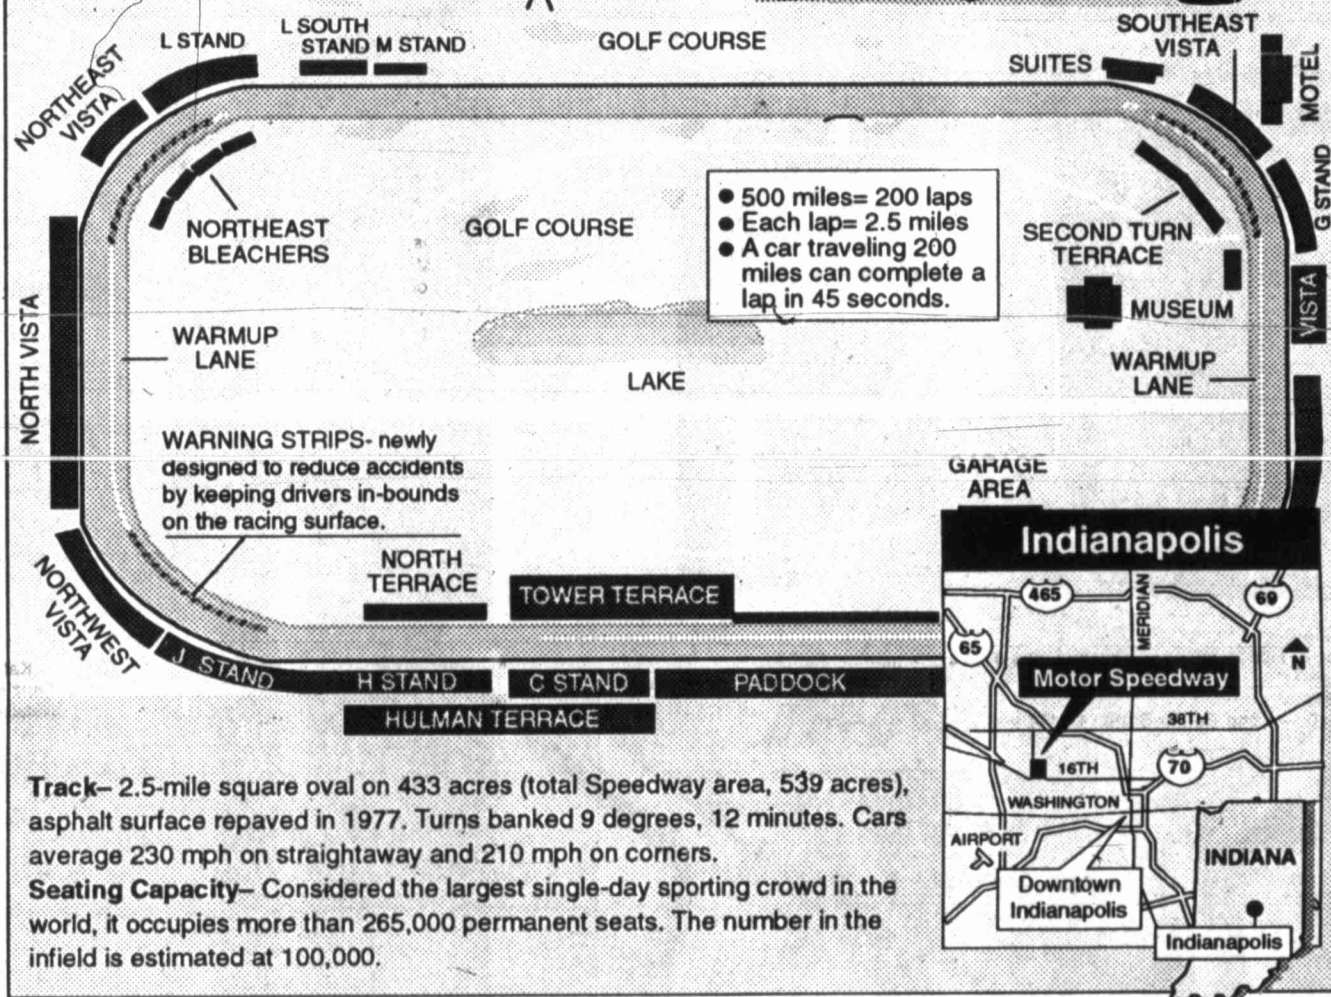 L STAND
L SOUTH
STAND
M STAND
GOLF COURSE
SUITES
SOUTHEAST
VISTA
MOTEL
NORTHEAST
VISTA
G STAND
NORTHEAST
BLEACHERS
GOLF COURSE
● 500 miles= 200 laps
● Each lap= 2.5 miles
● A car traveling 200
miles can complete a
lap in 45 seconds.
SECOND TURN
TERRACE
MUSEUM
VISTA
NORTH VISTA
WARMUP
LANE
LAKE
WARMUP
LANE
WARNING STRIPS- newly
designed to reduce accidents
by keeping drivers in-bounds
on the racing surface.
GARAGE
AREA
NORTHWEST
VISTA
NORTH
TERRACE
TOWER TERRACE
J STAND
H STAND
C STAND
PADDOCK
HULMAN TERRACE
Indianapolis
465
MERIDIAN
69
65
N
Motor Speedway
38TH
16TH
70
WASHINGTON
AIRPORT
Downtown
Indianapolis
INDIANA
Indianapolis
Track– 2.5-mile square oval on 433 acres (total Speedway area, 539 acres),
asphalt surface repaved in 1977. Turns banked 9 degrees, 12 minutes. Cars
average 230 mph on straightaway and 210 mph on corners.
Seating Capacity– Considered the largest single-day sporting crowd in the
world, it occupies more than 265,000 permanent seats. The number in the
infield is estimated at 100,000.